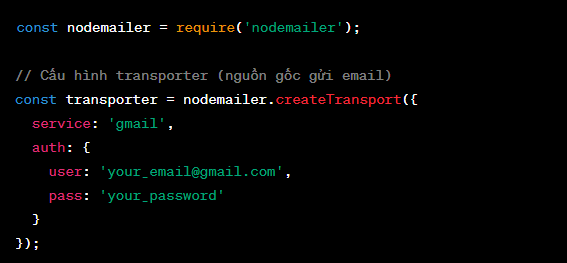 const nodemailer = require('nodemailer');
// Cấu hình transporter (nguồn gốc gửi email)
const transporter = nodemailer.createTransport({
service: 'gmail',
auth: {
user: 'your_email@gmail.com',
pass: 'your_password'
}
});